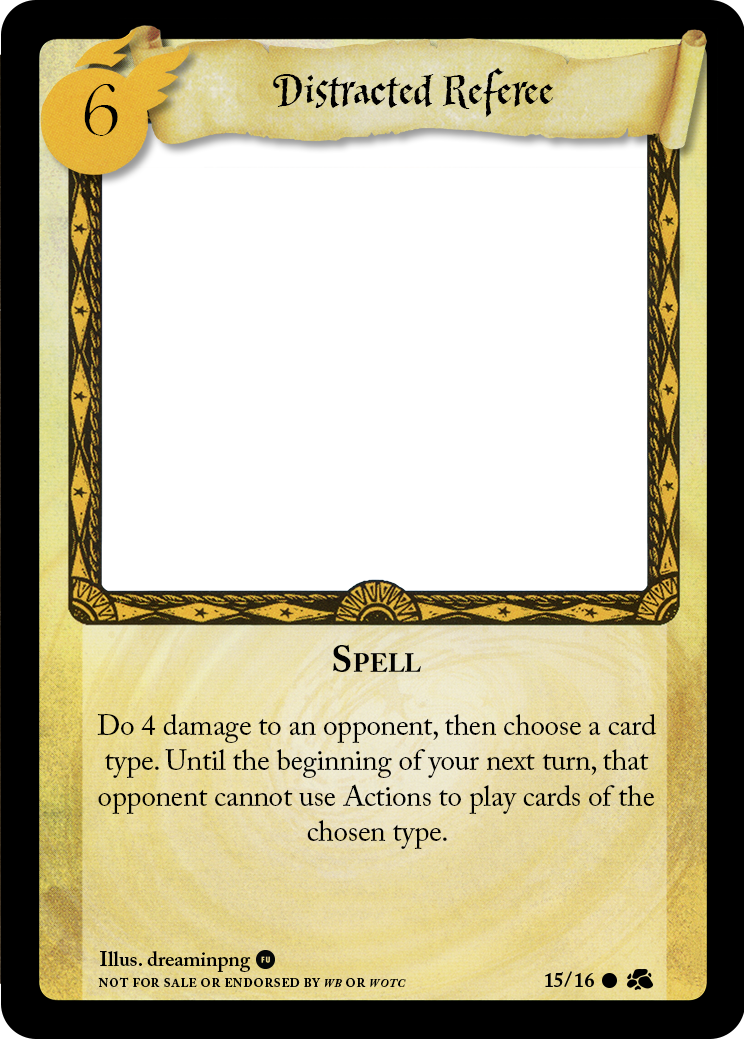 6
Distracted Referee
Spell
Do 4 damage to an opponent, then choose a card
type. Until the beginning of your next turn, that
opponent cannot use Actions to play cards of the
chosen type.
Illus. dreaminpng FU
NOT FOR SALE OR ENDORSED BY WB OR WOTC
15/16